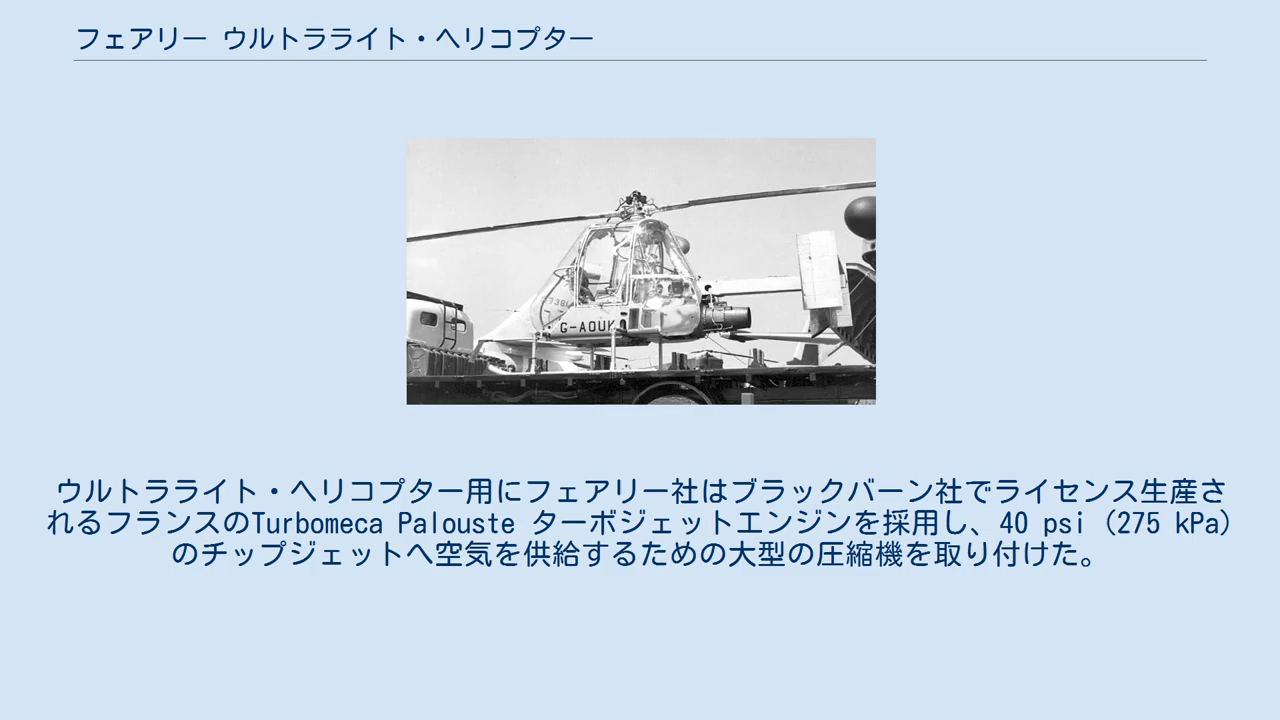 フェアリー ウルトラライト・ヘリコプター
G-AOUK
ウルトラライト・ヘリコプター用にフェアリー社はブラックバーン社でライセンス生産さ
れるフランスのTurbomeca Palouste ターボジェットエンジンを採用し、40 psi (275 kPa)
のチップジェットへ空気を供給するための大型の圧縮機を取り付けた。